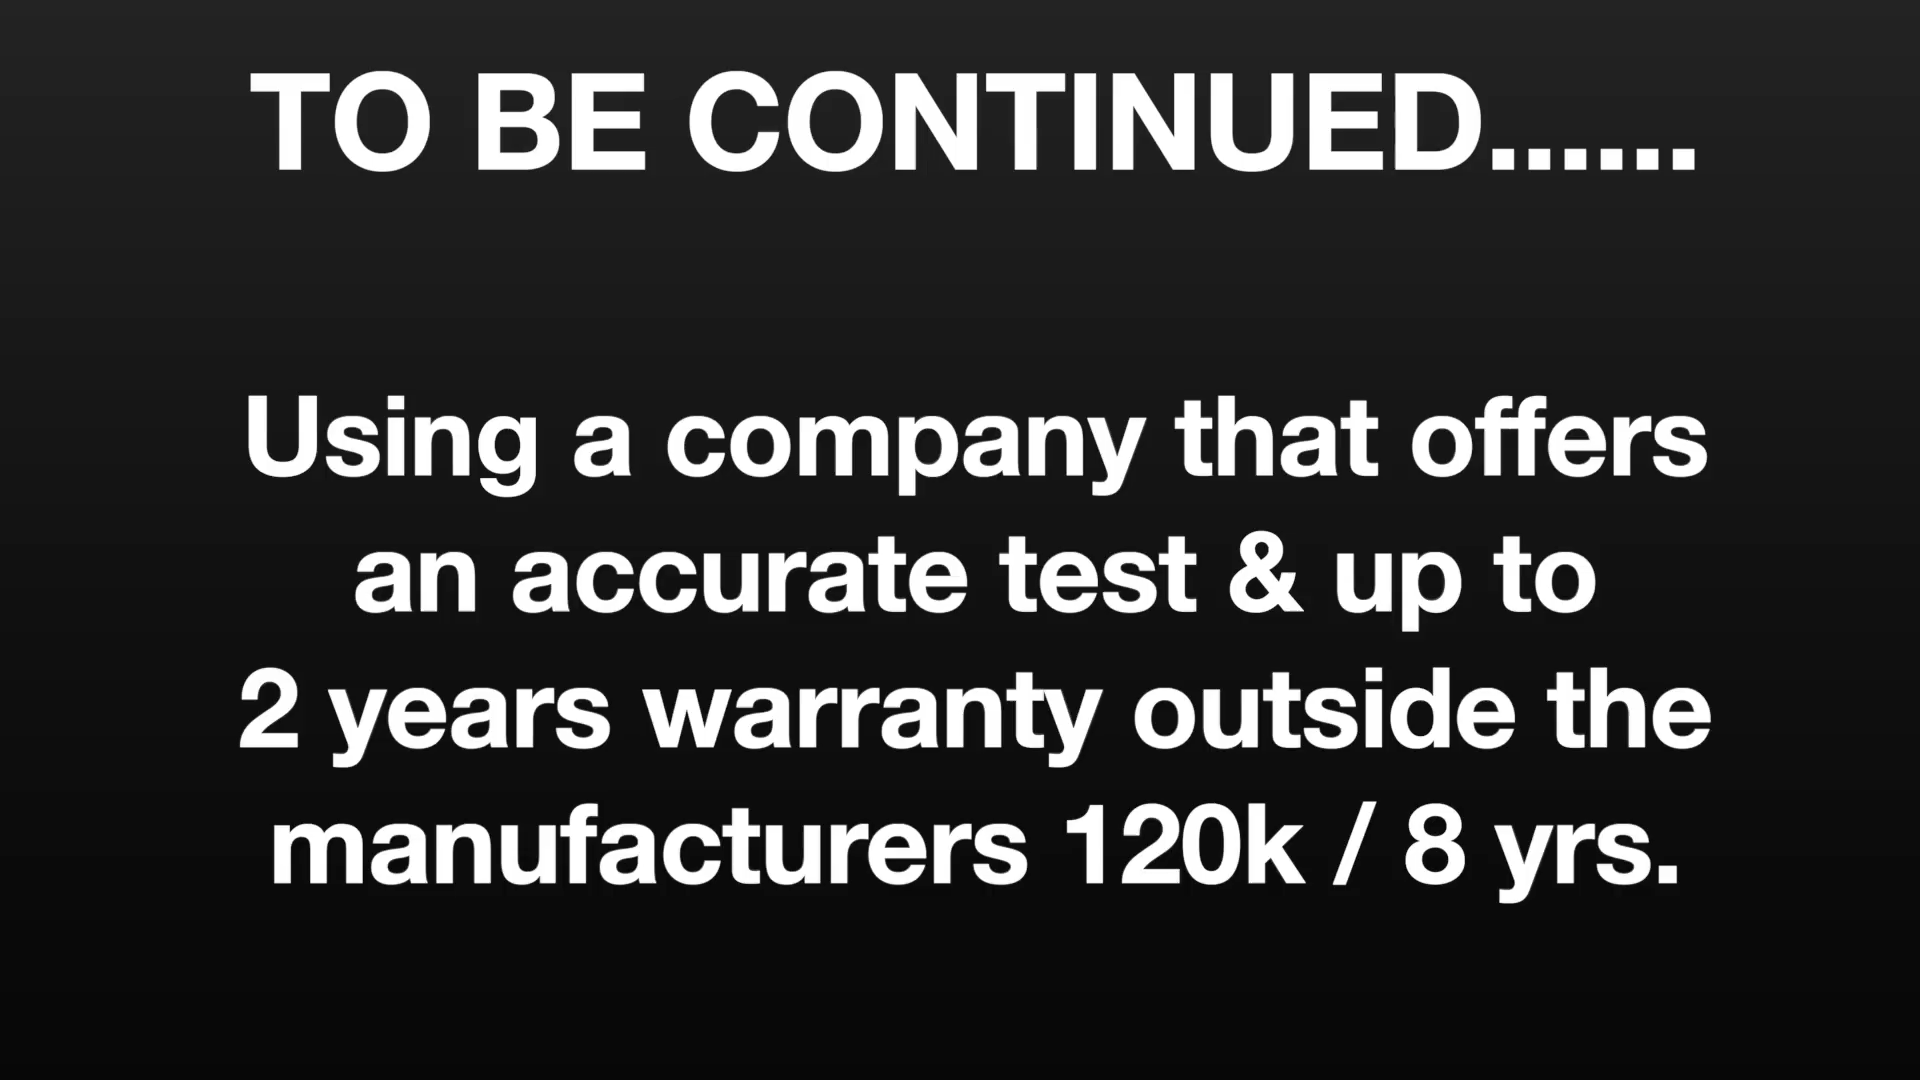 TO BE CONTINUED......
Using a company that offers
an accurate test & up to
2 years warranty outside the
manufacturers 120k / 8 yrs.